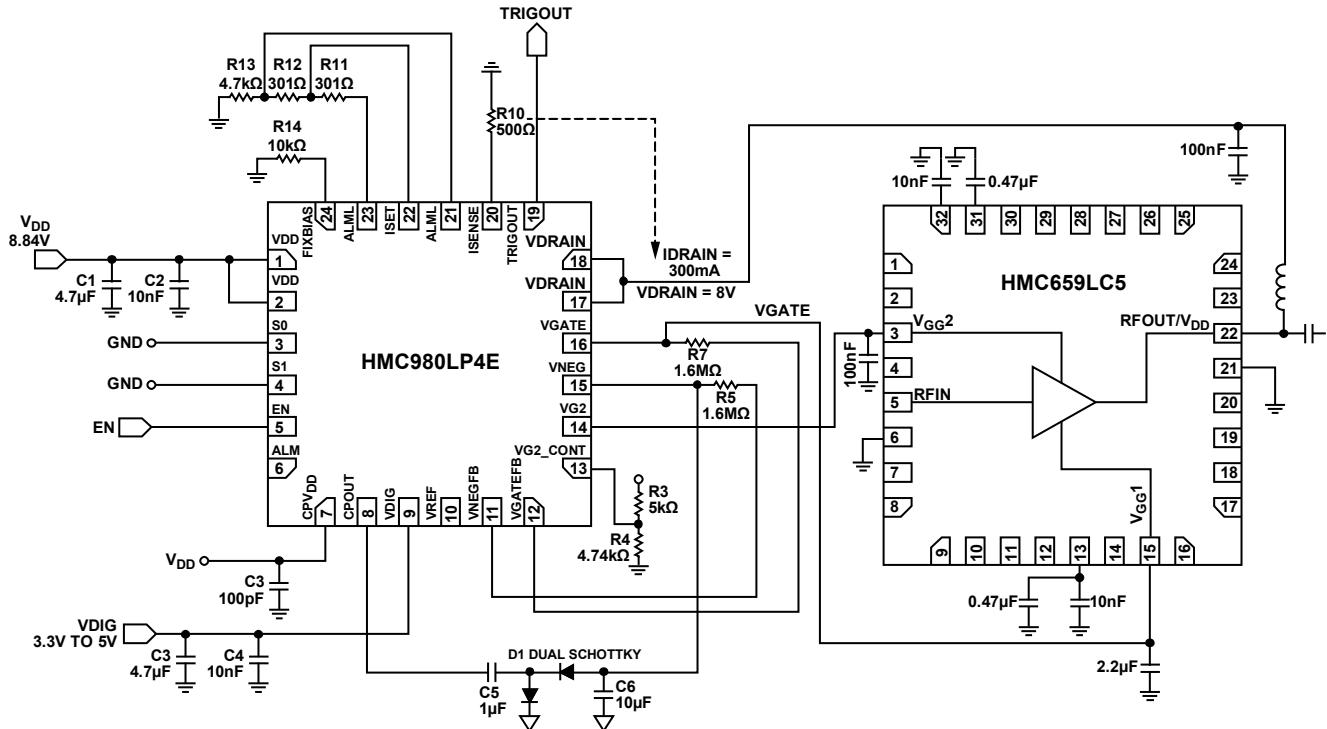 TRIGOUT
R13
4.7kΩ
R12
301Ω
R11
301Ω
R14
10kΩ
R10
500Ω
100nF
10nF
0.47µF
24
23
22
21
20
19
FIXBIAS
ALML
ISET
ALML
ISENSE
TRIGOUT
32
31
30
29
28
27
26
25
VDD
8.84V
C1
4.7µF
C2
10nF
VDD
1
VDD
2
S0
3
GND
S1
4
GND
EN
5
EN
ALM
6
HMC980LP4E
VDRAIN
18
VDRAIN
17
VGATE
16
VNEG
15
VG2
14
VG2_CONT
13
IDRAIN =
300mA
VDRAIN = 8V
VGATE
R7
1.6MΩ
R5
1.6MΩ
R3
5kΩ
R4
4.74kΩ
100nF
HMC659LC5
1
2
3
4
5
6
7
8
VGG2
RFIN
VGG1
RFOUT/VDD
24
23
22
21
20
19
18
17
CPVDD
CPOUT
VDIG
VREF
VNEGFB
VGATEFB
7
8
9
10
11
12
9
10
11
12
13
14
15
16
VDD
C3
100pF
VDIG
3.3V TO 5V
C3
4.7µF
C4
10nF
D1 DUAL SCHOTTKY
C5
1µF
C6
10µF
0.47µF
10nF
2.2µF